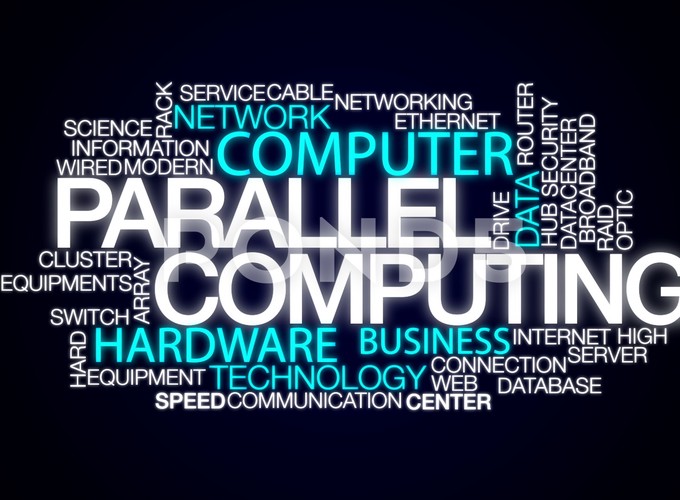 SERVICE CABLE
RACK
NETWORK
NETWORKING
ETHERNET
SCIENCE
INFORMATION
WIRED MODERN
COMPUTER
ROUTER
DATA
HUB SECURITY
DATACENTER
BROADBAND
RAID
OPTIC
DRIVE
PARALLEL
POND5
COMPUTING
CLUSTER
EQUIPMENTS
ARRAY
SWITCH
HARD
HARDWARE
BUSINESS
INTERNET HIGH
SERVER
EQUIPMENT
TECHNOLOGY
CONNECTION
WEB
DATABASE
SPEED COMMUNICATION CENTER